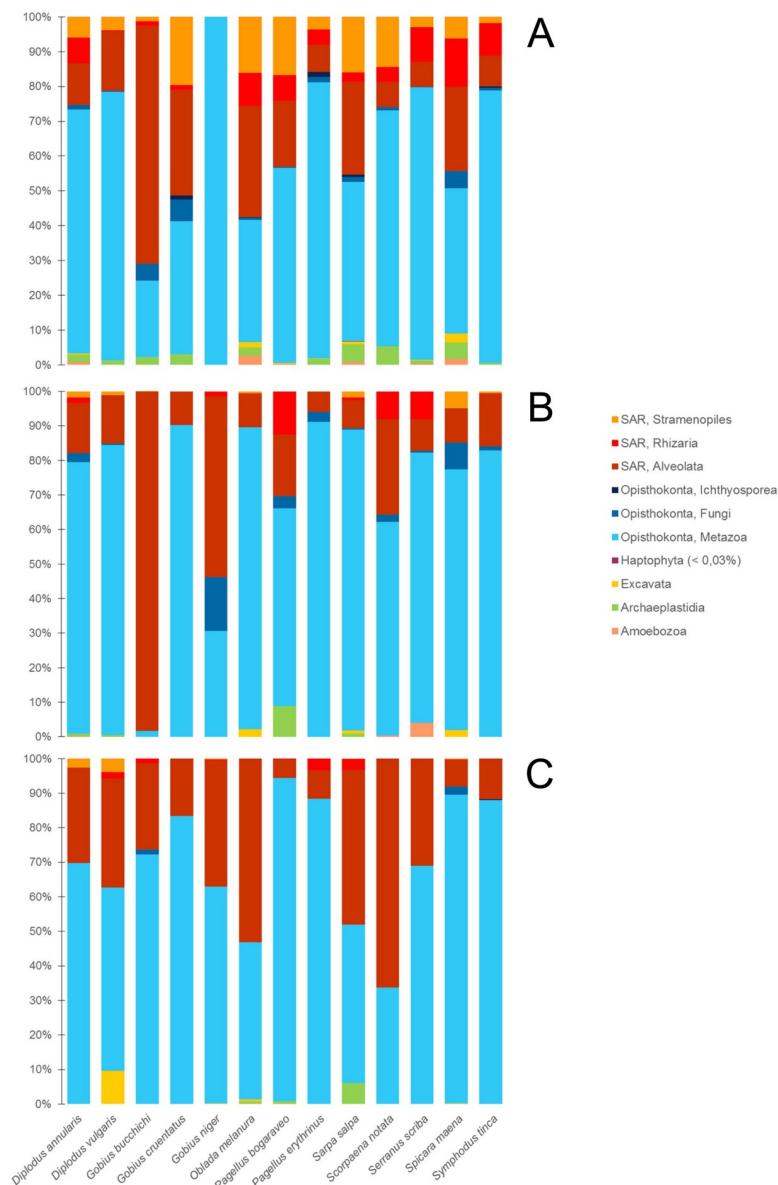 A
100%
90%
80%
70%
60%
50%
40%
30%
20%
10%
0%
B
100%
90%
80%
70%
60%
50%
40%
30%
20%
10%
0%
SAR, Stramenopiles
SAR, Rhizaria
SAR, Alveolata
Opisthokonta, Ichthyosporea
Opisthokonta, Fungi
Opisthokonta, Metazoa
Haptophyta (< 0,03%)
Excavata
Archaeplastidia
Amoebozoa
C
100%
90%
80%
70%
60%
50%
40%
30%
20%
10%
0%
Diplodus annularis
Diplodus vulgaris
Gobius bucchichi
Gobius cruentatus
Gobius niger
Oblada melanura
Pagellus bogaraveo
Pagellus erythrinus
Sarpa salpa
Scorpaena notata
Serranus scriba
Spicara maena
Symphodus tinca